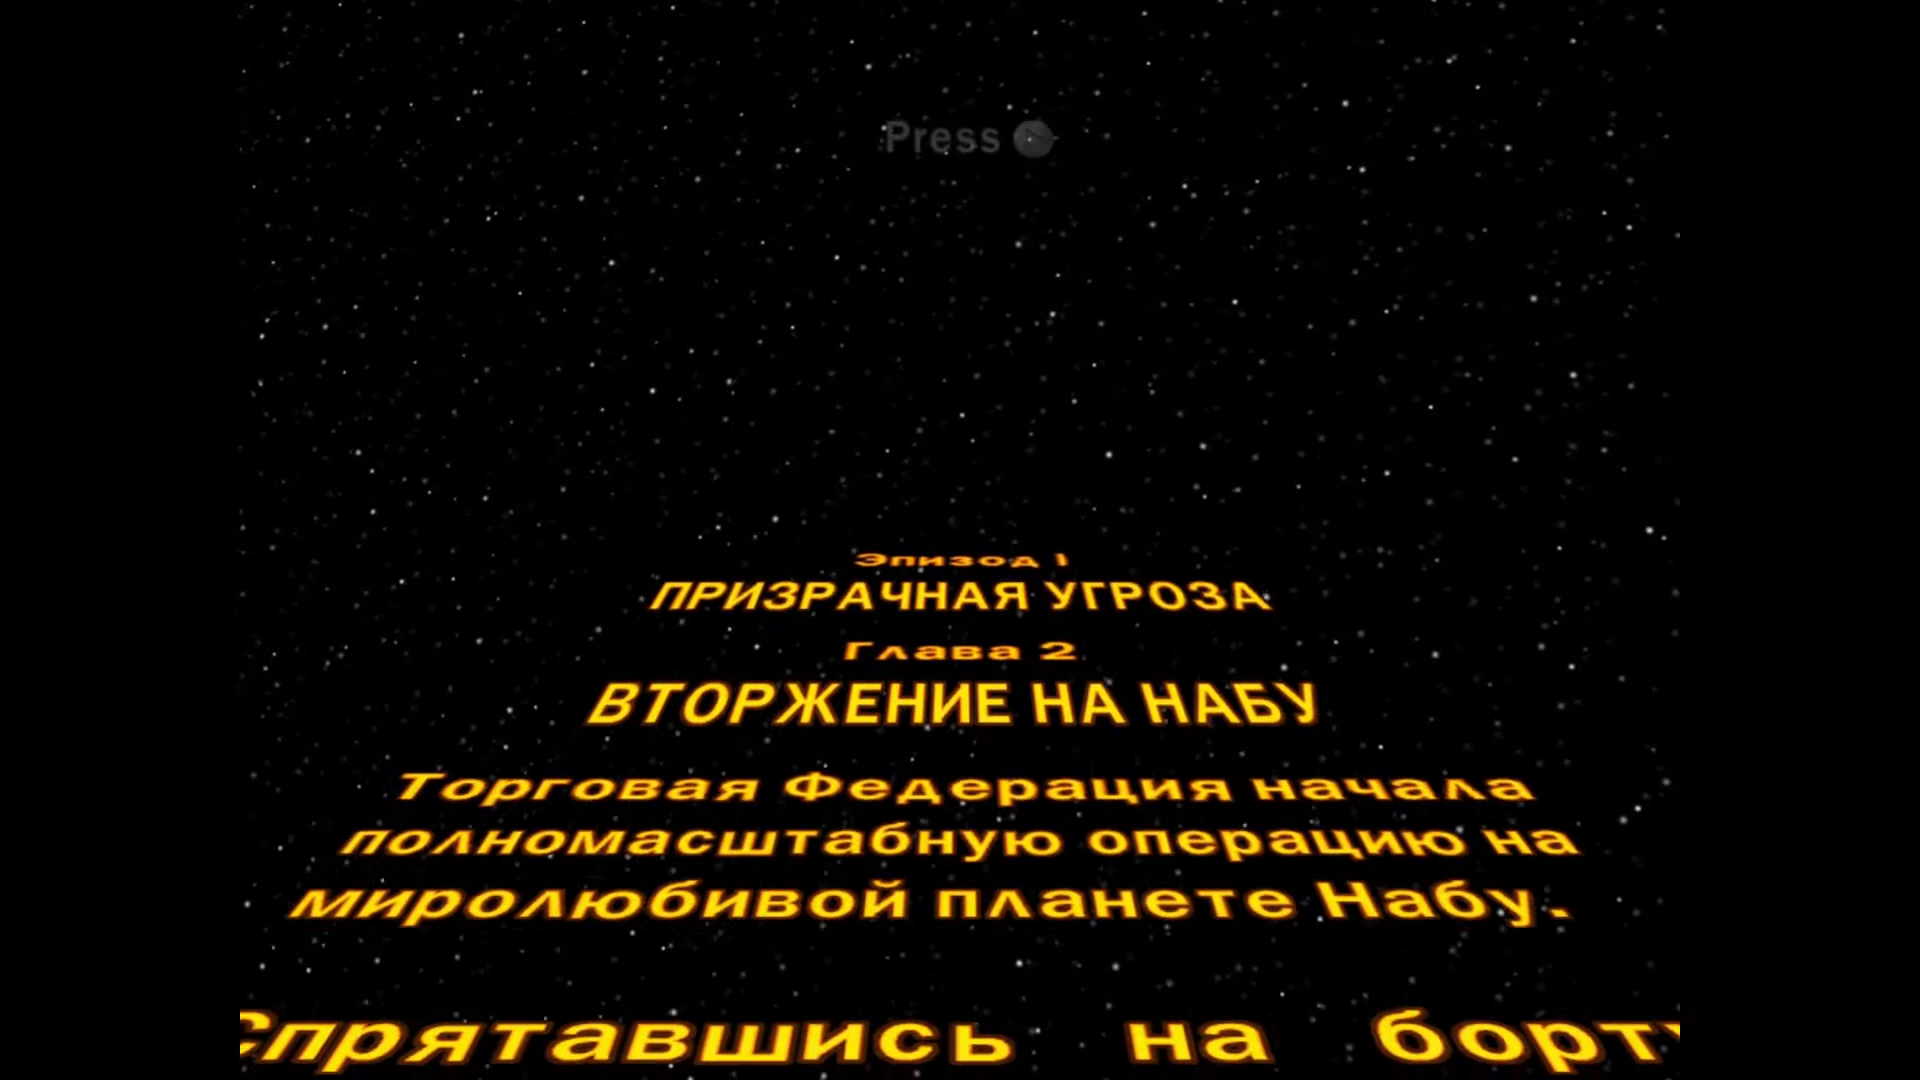 Press
Эпизод I
ПРИЗРАЧНАЯ УГРОЗА
Глава 2
ВТОРЖЕНИЕ НА НАБУ
Торговая Федерация начала
полномасштабную операцию на
миролюбивой планете Набу.
Спрятавшись на борту